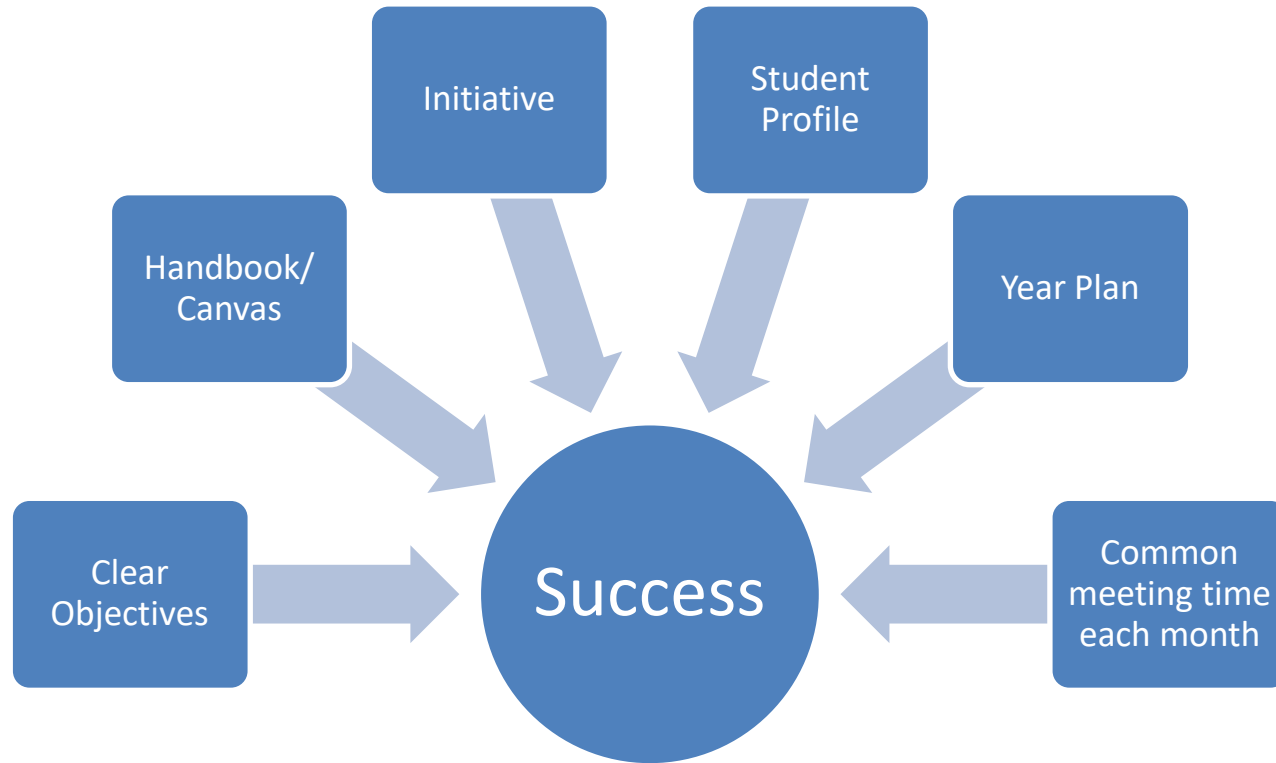 Initiative
Student
Profile
Handbook/
Canvas
Year Plan
Clear
Objectives
Success
Common
meeting time
each month